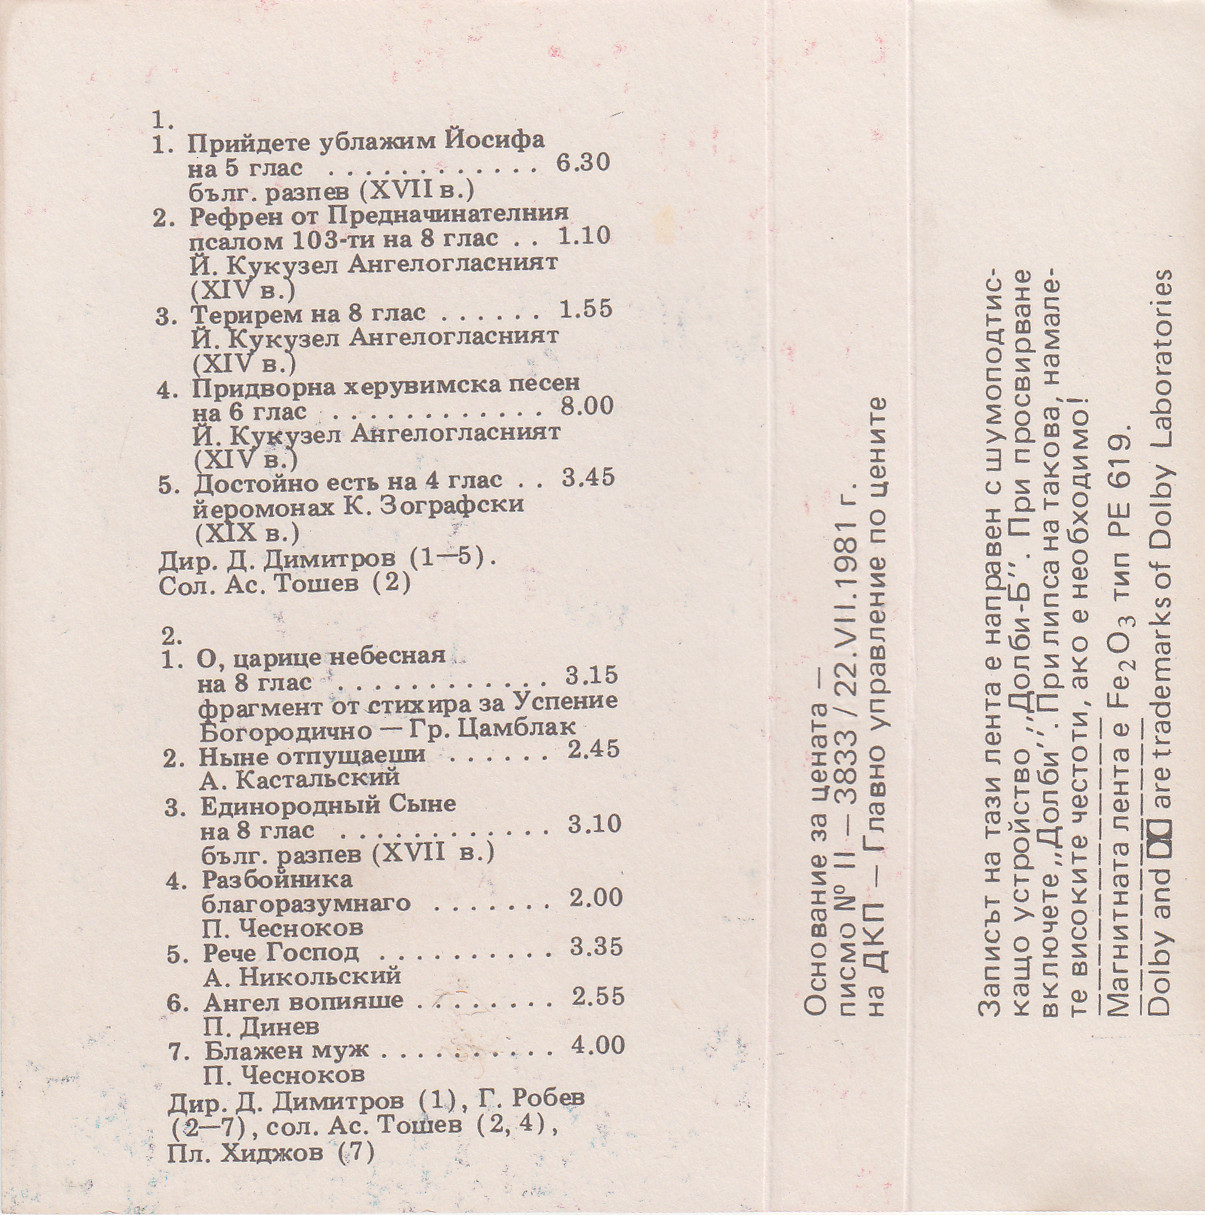 1.
1. Прийдете ублажим Йосифа
на 5 глас . . . . . . . . . . . . 6.30
бълг. разпев (XVII в.)
2. Рефрен от Предначинателния
псалом 103-ти на 8 глас . . 1.10
Й. Кукузел Ангелогласният
(XIV в.)
3. Терирем на 8 глас . . . . . . 1.55
Й. Кукузел Ангелогласният
(XIV в.)
4. Придворна херувимска песен
на 6 глас . . . . . . . . . . . . 8.00
Й. Кукузел Ангелогласният
(XIV в.)
5. Достойно есть на 4 глас . . 3.45
йеромонах К. Зографски
(XIX в.)
Дир. Д. Димитров (1—5).
Сол. Ас. Тошев (2)
2.
1. О, царице небесная
на 8 глас . . . . . . . . . . . . 3.15
фрагмент от стихира за Успение
Богородично — Гр. Цамблак
2. Ныне отпущаеши . . . . . . 2.45
А. Кастальский
3. Единородный Сыне
на 8 глас . . . . . . . . . . . . 3.10
бълг. разпев (XVII в.)
4. Разбойника
благоразумнаго . . . . . . . 2.00
П. Чесноков
5. Рече Господ . . . . . . . . . . 3.35
А. Никольский
6. Ангел вопияше . . . . . . . . 2.55
П. Динев
7. Блажен муж . . . . . . . . . . 4.00
П. Чесноков
Дир. Д. Димитров (1), Г. Робев
(2—7), сол. Ас. Тошев (2, 4),
Пл. Хиджов (7)
Основание за цената —
писмо № II — 3833 / 22.VII.1981 г.
на ДКП — Главно управление по цените
Записът на тази лента е направен с шумоподтис-
кащо устройство ,,Долби-Б''. При просвирване
включете ,,Долби''. При липса на такова, намале-
те високите честоти, ако е необходимо!
Магнитната лента е Fe2O3 тип PE 619.
Dolby and are trademarks of Dolby Laboratories